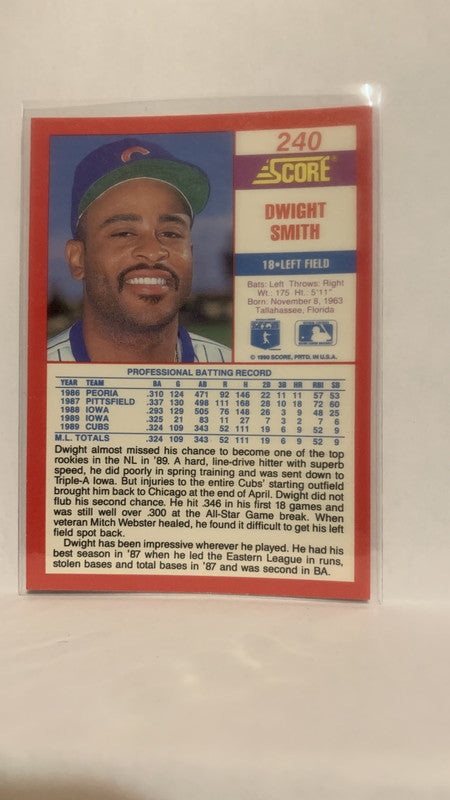 240
SCORE
DWIGHT
SMITH
18•LEFT FIELD
Bats: Left Throws: Right
Wt.: 175 Ht.: 5'11"
Born: November 8, 1963
Tallahassee, Florida
© 1990 SCORE, PRTD. IN U.S.A.
C
PROFESSIONAL BATTING RECORD
YEAR TEAM BA G AB R H 2B 3B HR RBI SB
1986 PEORIA .310 124 471 92 146 22 11 11 57 53
1987 PITTSFIELD .337 130 498 111 168 28 10 18 72 60
1988 IOWA .293 129 505 76 148 26 3 9 48 25
1989 IOWA .325 21 83 11 27 7 3 2 7 6
1989 CUBS .324 109 343 52 111 19 6 9 52 9
M.L. TOTALS .324 109 343 52 111 19 6 9 52 9
Dwight almost missed his chance to become one of the top
rookies in the NL in '89. A hard, line-drive hitter with superb
speed, he did poorly in spring training and was sent down to
Triple-A Iowa. But injuries to the entire Cubs' starting outfield
brought him back to Chicago at the end of April. Dwight did not
flub his second chance. He hit .346 in his first 18 games and
was still well over .300 at the All-Star Game break. When
veteran Mitch Webster healed, he found it difficult to get his left
field spot back.
Dwight has been impressive wherever he played. He had his
best season in '87 when he led the Eastern League in runs,
stolen bases and total bases in '87 and was second in BA.